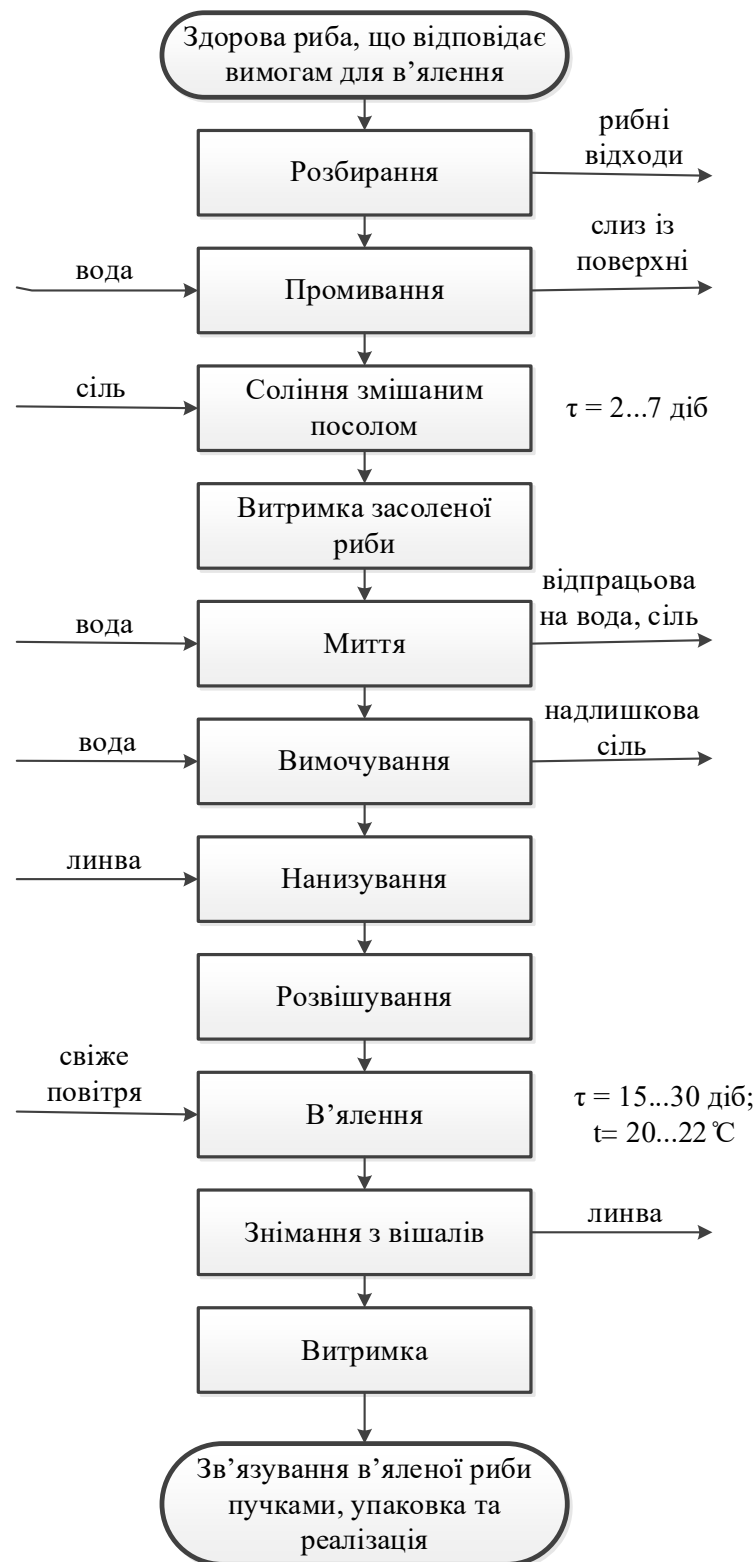 Здорова риба, що відповідає
вимогам для в’ялення
Розбирання
рибні
відходи
вода
Промивання
слиз із
поверхні
сіль
Соління змішаним
посолом
τ = 2...7 діб
Витримка засоленої
риби
вода
Миття
відпрацьова
на вода, сіль
вода
Вимочування
надлишкова
сіль
линва
Нанизування
Розвішування
свіже
повітря
В’ялення
τ = 15...30 діб;
t= 20...22 ℃
Знімання з вішалів
линва
Витримка
Зв’язування в’яленої риби
пучками, упаковка та
реалізація